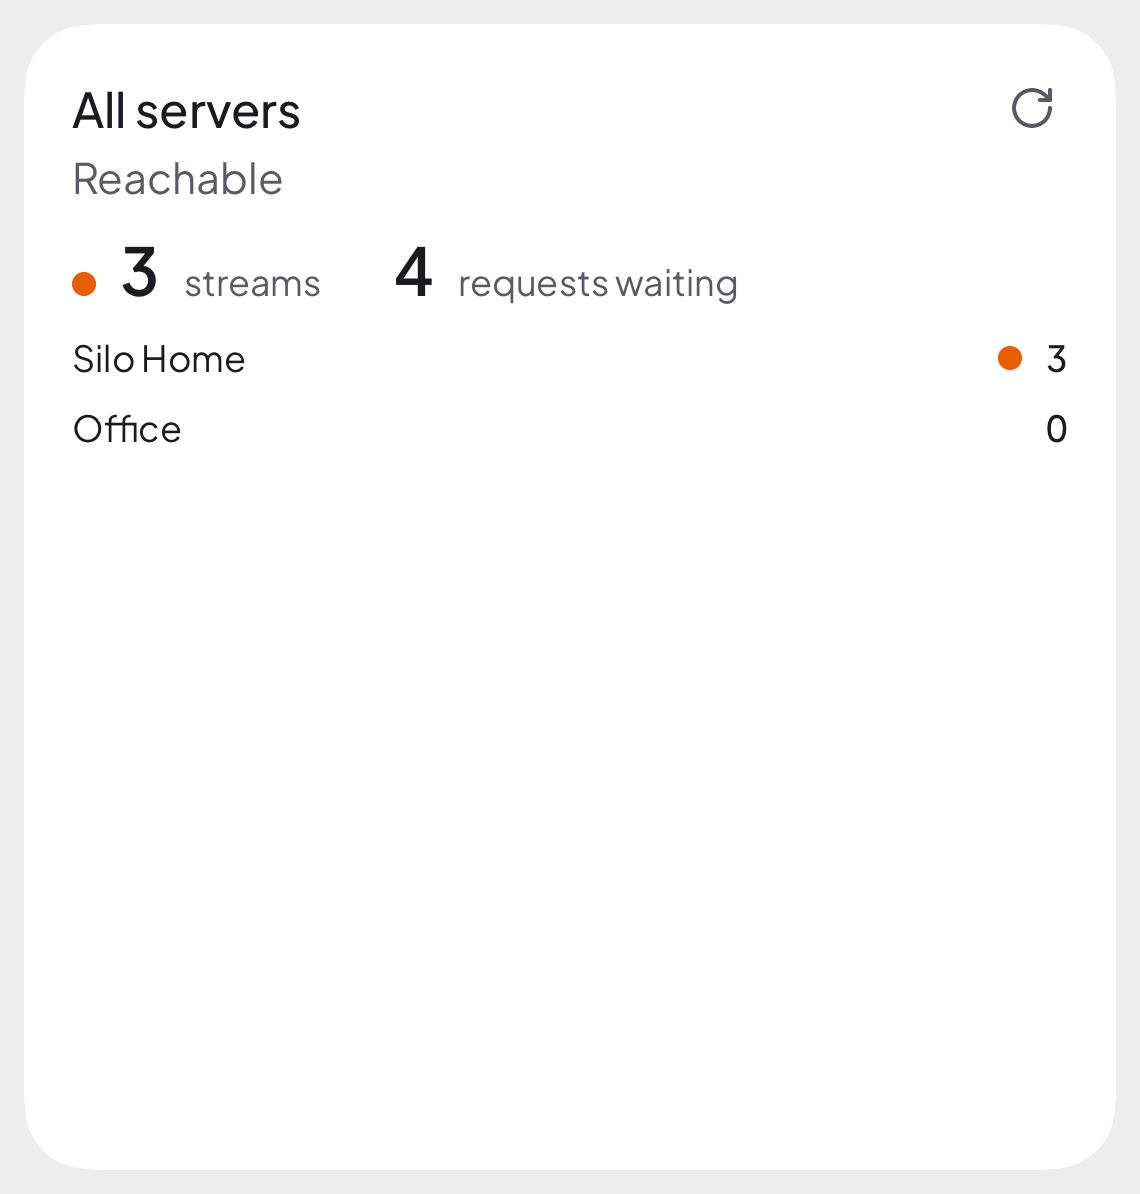 All servers
Reachable
3 streams 4 requests waiting
Silo Home 3
Office 0